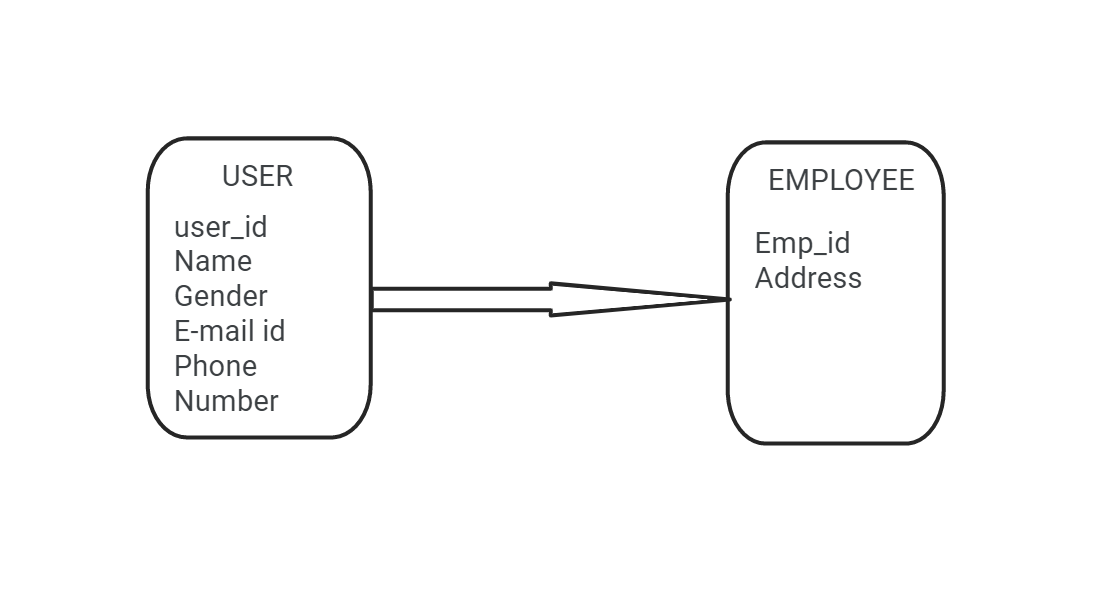 USER
user_id
Name
Gender
E-mail id
Phone
Number
EMPLOYEE
Emp_id
Address